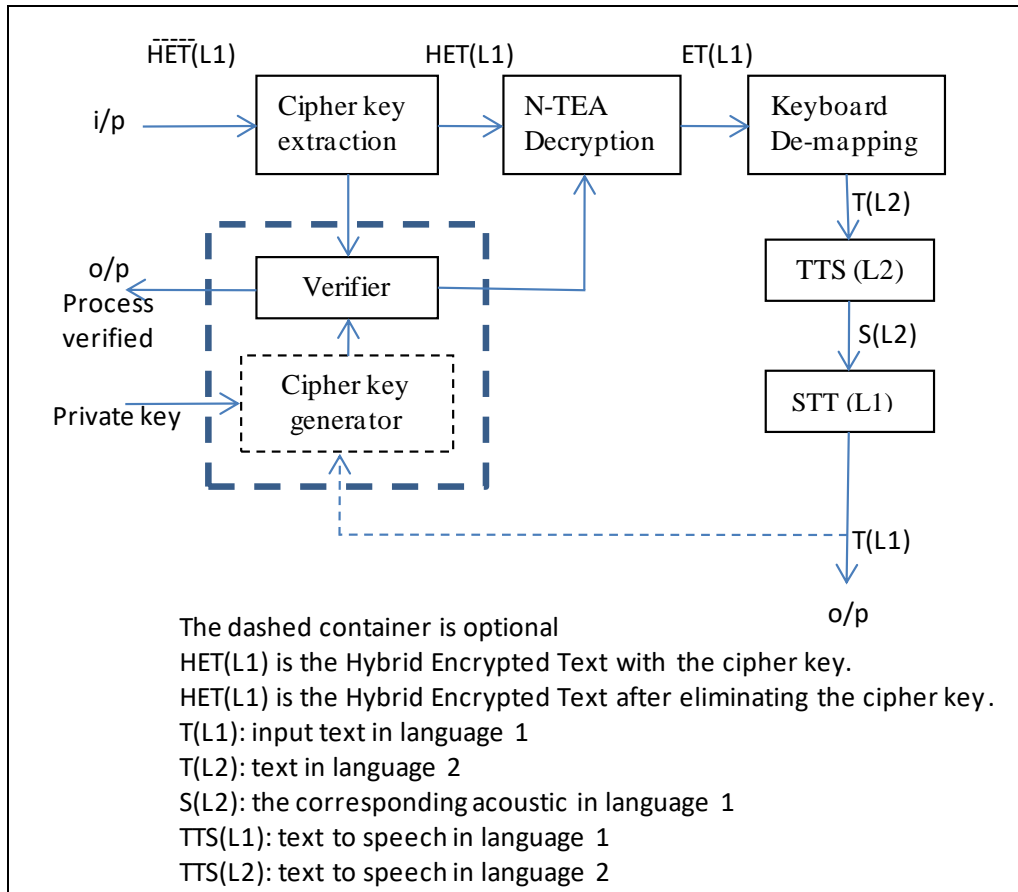 HET(L1) HET(L1) ET(L1)
i/p
Cipher key
extraction
N-TEA
Decryption
Keyboard
De-mapping
T(L2)
o/p
Process
verified
Verifier
TTS (L2)
S(L2)
Private key
Cipher key
generator
STT (L1)
T(L1)
o/p
The dashed container is optional
HET(L1) is the Hybrid Encrypted Text with the cipher key.
HET(L1) is the Hybrid Encrypted Text after eliminating the cipher key.
T(L1): input text in language 1
T(L2): text in language 2
S(L2): the corresponding acoustic in language 1
TTS(L1): text to speech in language 1
TTS(L2): text to speech in language 2